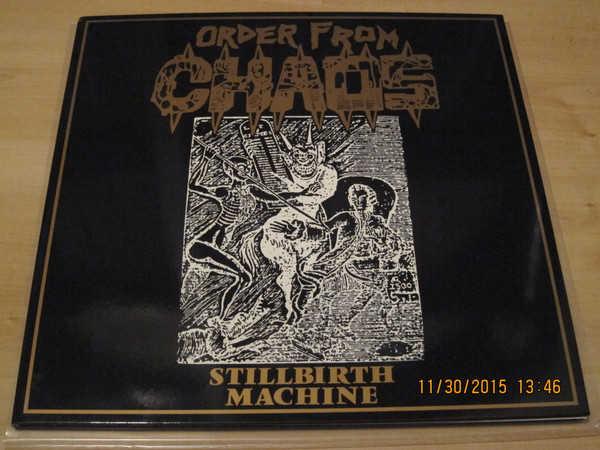 ORDER FROM
CHAOS
STILLBIRTH
MACHINE
11/30/2015 13:46